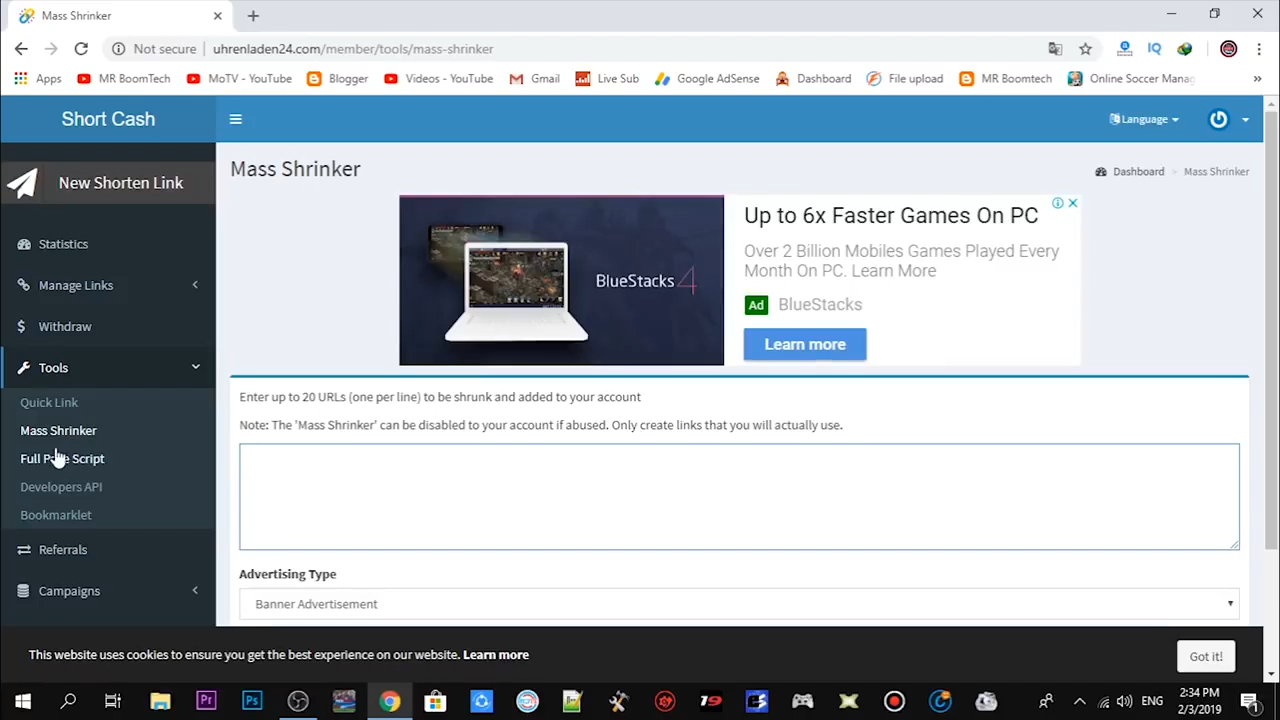 Mass Shrinker
Not secure
uhrenladen24.com/member/tools/mass-shrinker
IQ
Apps
MR BoomTech
MoTV - YouTube
Blogger
Videos - YouTube
Gmail
Live Sub
Google AdSense
Dashboard
File upload
MR Boomtech
Online Soccer Mana
»
Short Cash
Language
New Shorten Link
Mass Shrinker
Dashboard > Mass Shrinker
Up to 6x Faster Games On PC
Over 2 Billion Mobiles Games Played Every
Month On PC. Learn More
BlueStacks 4
Ad BlueStacks
Learn more
Statistics
Manage Links
$ Withdraw
Tools
Quick Link
Mass Shrinker
Full Script
Developers API
Bookmarklet
Referrals
Campaigns
Enter up to 20 URLs (one per line) to be shrunk and added to your account
Note: The 'Mass Shrinker' can be disabled to your account if abused. Only create links that you will actually use.
Advertising Type
Banner Advertisement
This website uses cookies to ensure you get the best experience on our website. Learn more
Got it!
Pr
Ps
19
ENG
2:34 PM
2/3/2019
1